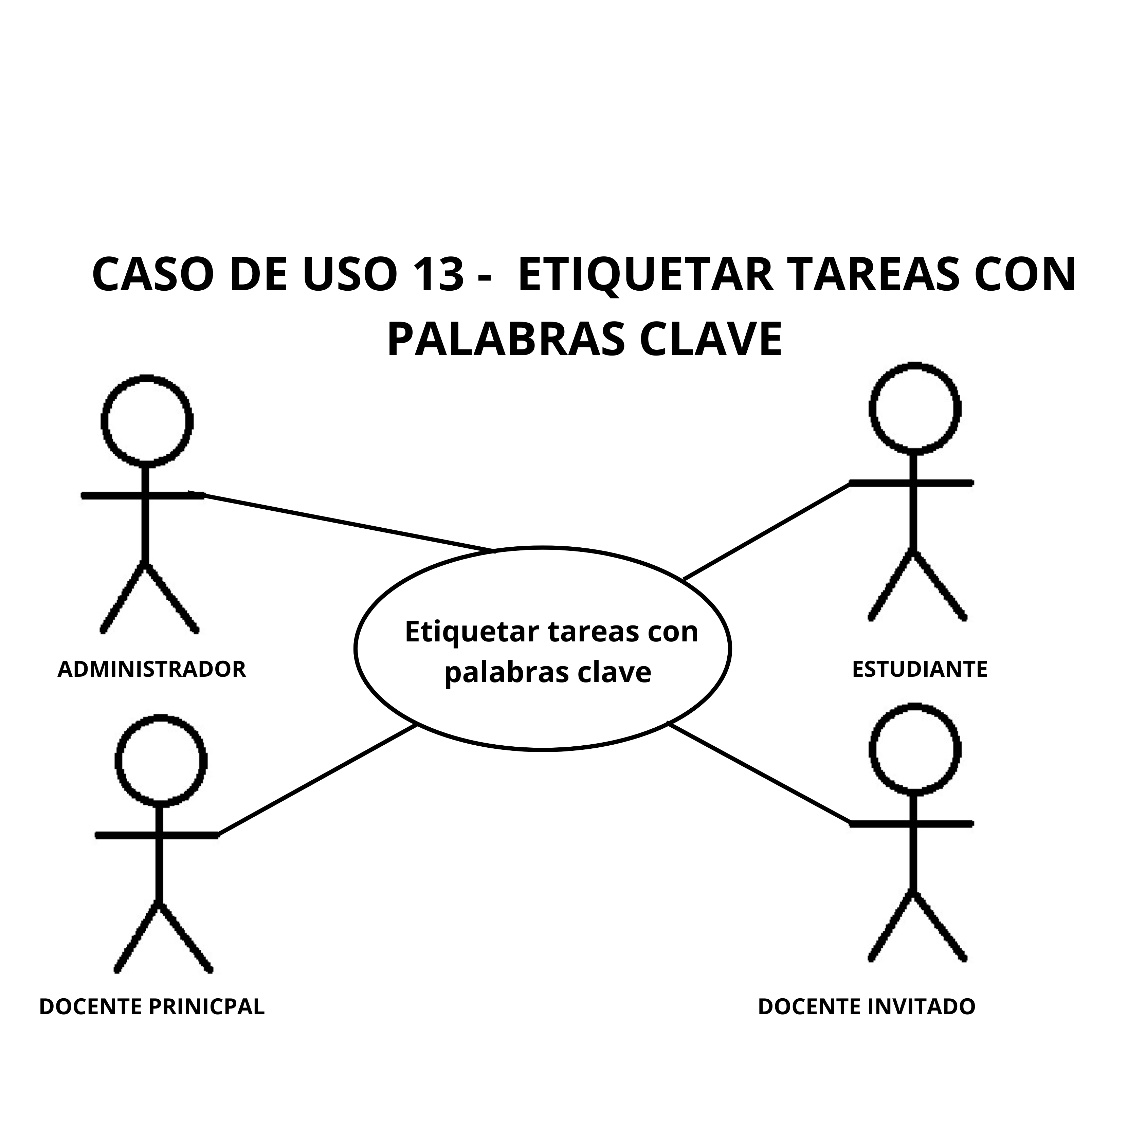 CASO DE USO 13 - ETIQUETAR TAREAS CON
PALABRAS CLAVE
Etiquetar tareas con
palabras clave
ADMINISTRADOR
ESTUDIANTE
DOCENTE PRINICPAL
DOCENTE INVITADO